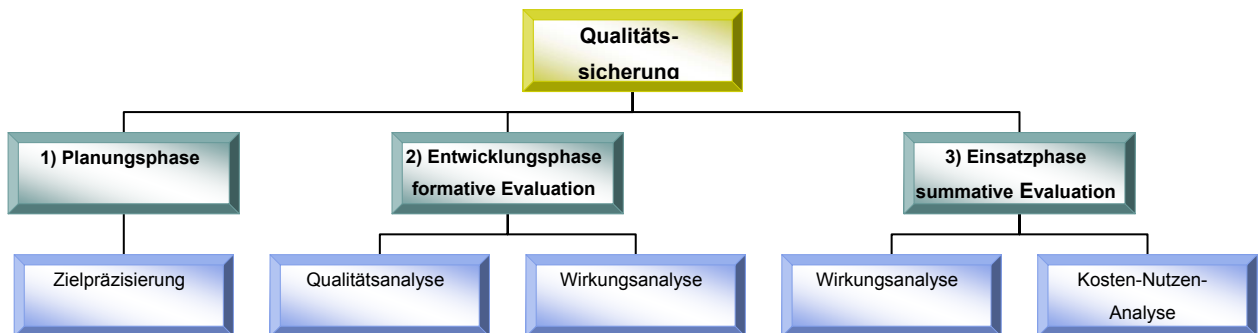 Qualitäts-
sicherung
1) Planungsphase
2) Entwicklungsphase
formative Evaluation
3) Einsatzphase
summative Evaluation
Zielpräzisierung
Qualitätsanalyse
Wirkungsanalyse
Wirkungsanalyse
Kosten-Nutzen-
Analyse